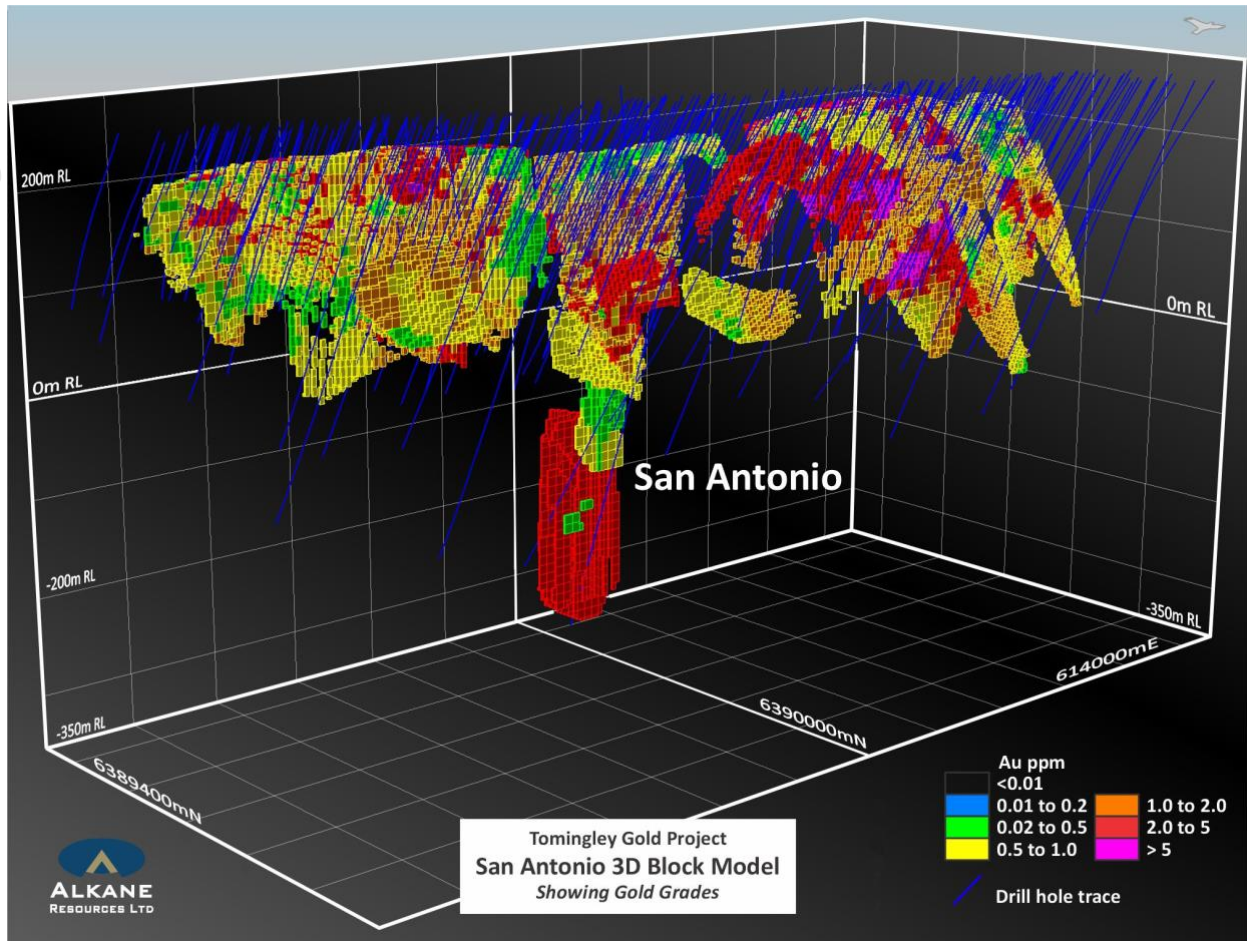 200m RL
0m RL
0m RL
San Antonio
-200m RL
-350m RL
614000mE
6390000mN
-350m RL
6389400mN
Au ppm
<0.01
0.01 to 0.2
1.0 to 2.0
0.02 to 0.5
2.0 to 5
0.5 to 1.0
> 5
Drill hole trace
Tomingley Gold Project
San Antonio 3D Block Model
Showing Gold Grades
ALKANE
RESOURCES LTD